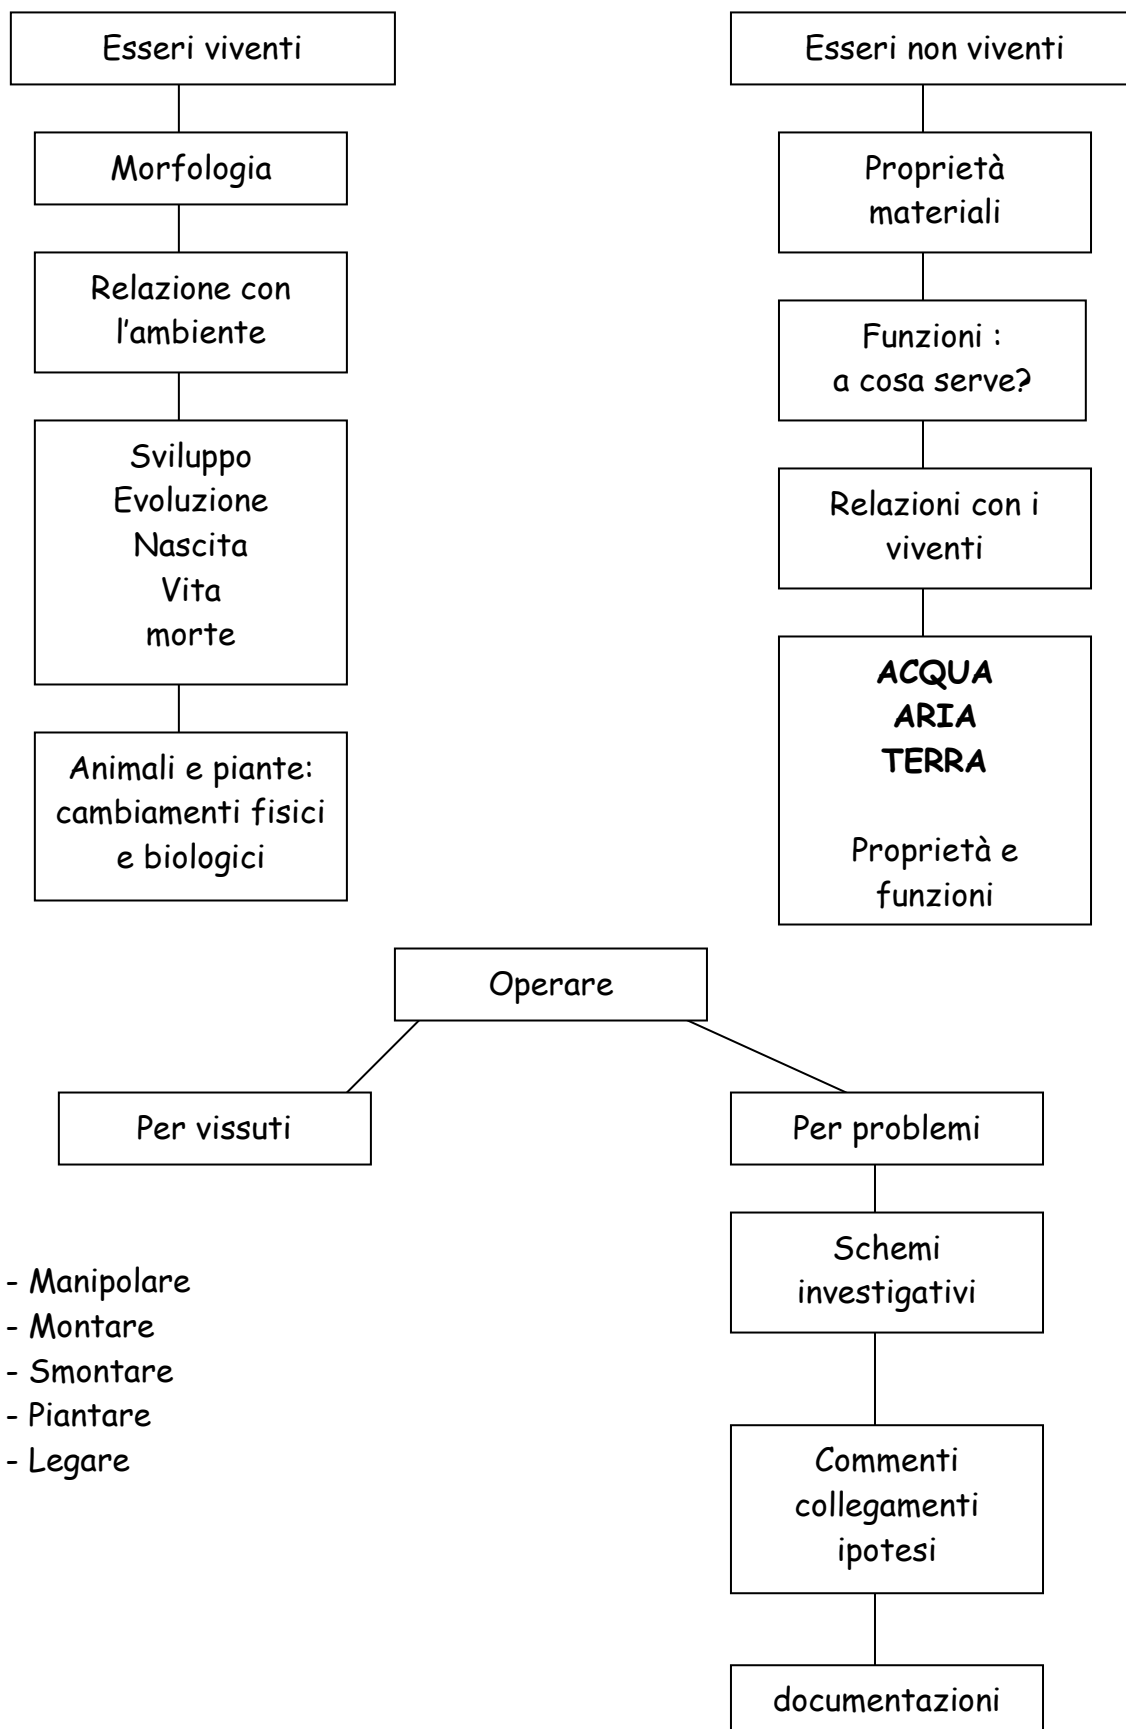 Esseri viventi
Morfologia
Relazione con
l'ambiente
Sviluppo
Evoluzione
Nascita
Vita
morte
Animali e piante:
cambiamenti fisici
e biologici
Esseri non viventi
Proprietà
materiali
Funzioni :
a cosa serve?
Relazioni con i
viventi
ACQUA
ARIA
TERRA
Proprietà e
funzioni
Operare
Per vissuti
- Manipolare
- Montare
- Smontare
- Piantare
- Legare
Per problemi
Schemi
investigativi
Commenti
collegamenti
ipotesi
documentazioni